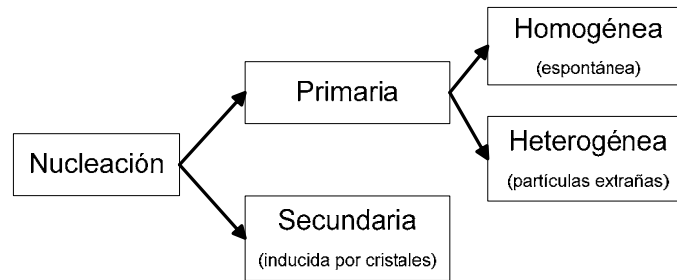 Nucleación
Primaria
Secundaria
(inducida por cristales)
Homogénea
(espontánea)
Heterogénea
(partículas extrañas)